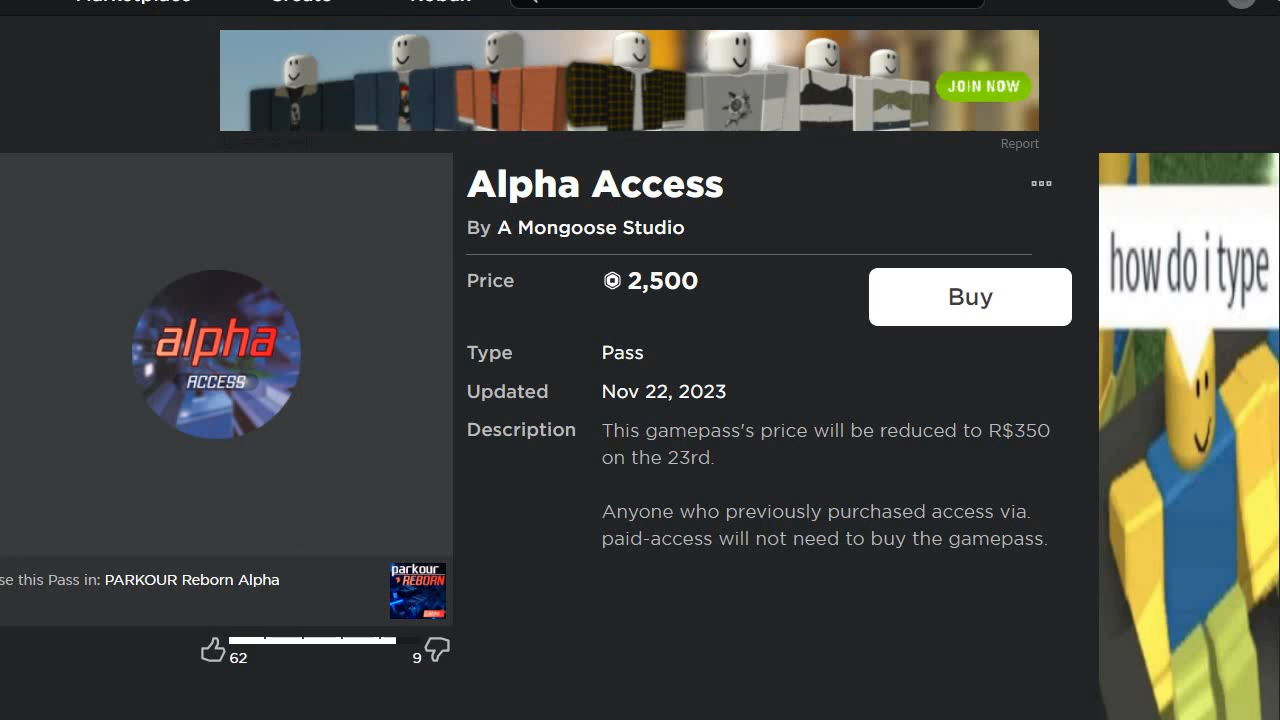 Marketplace Create Robux
JOIN NOW
Report
Alpha Access
By A Mongoose Studio
Price 2,500
Buy
Type Pass
Updated Nov 22, 2023
Description This gamepass's price will be reduced to R$350
on the 23rd.
Anyone who previously purchased access via.
paid-access will not need to buy the gamepass.
alpha
ACCESS
se this Pass in: PARKOUR Reborn Alpha
parkour
REBORN
62 9
how do i type